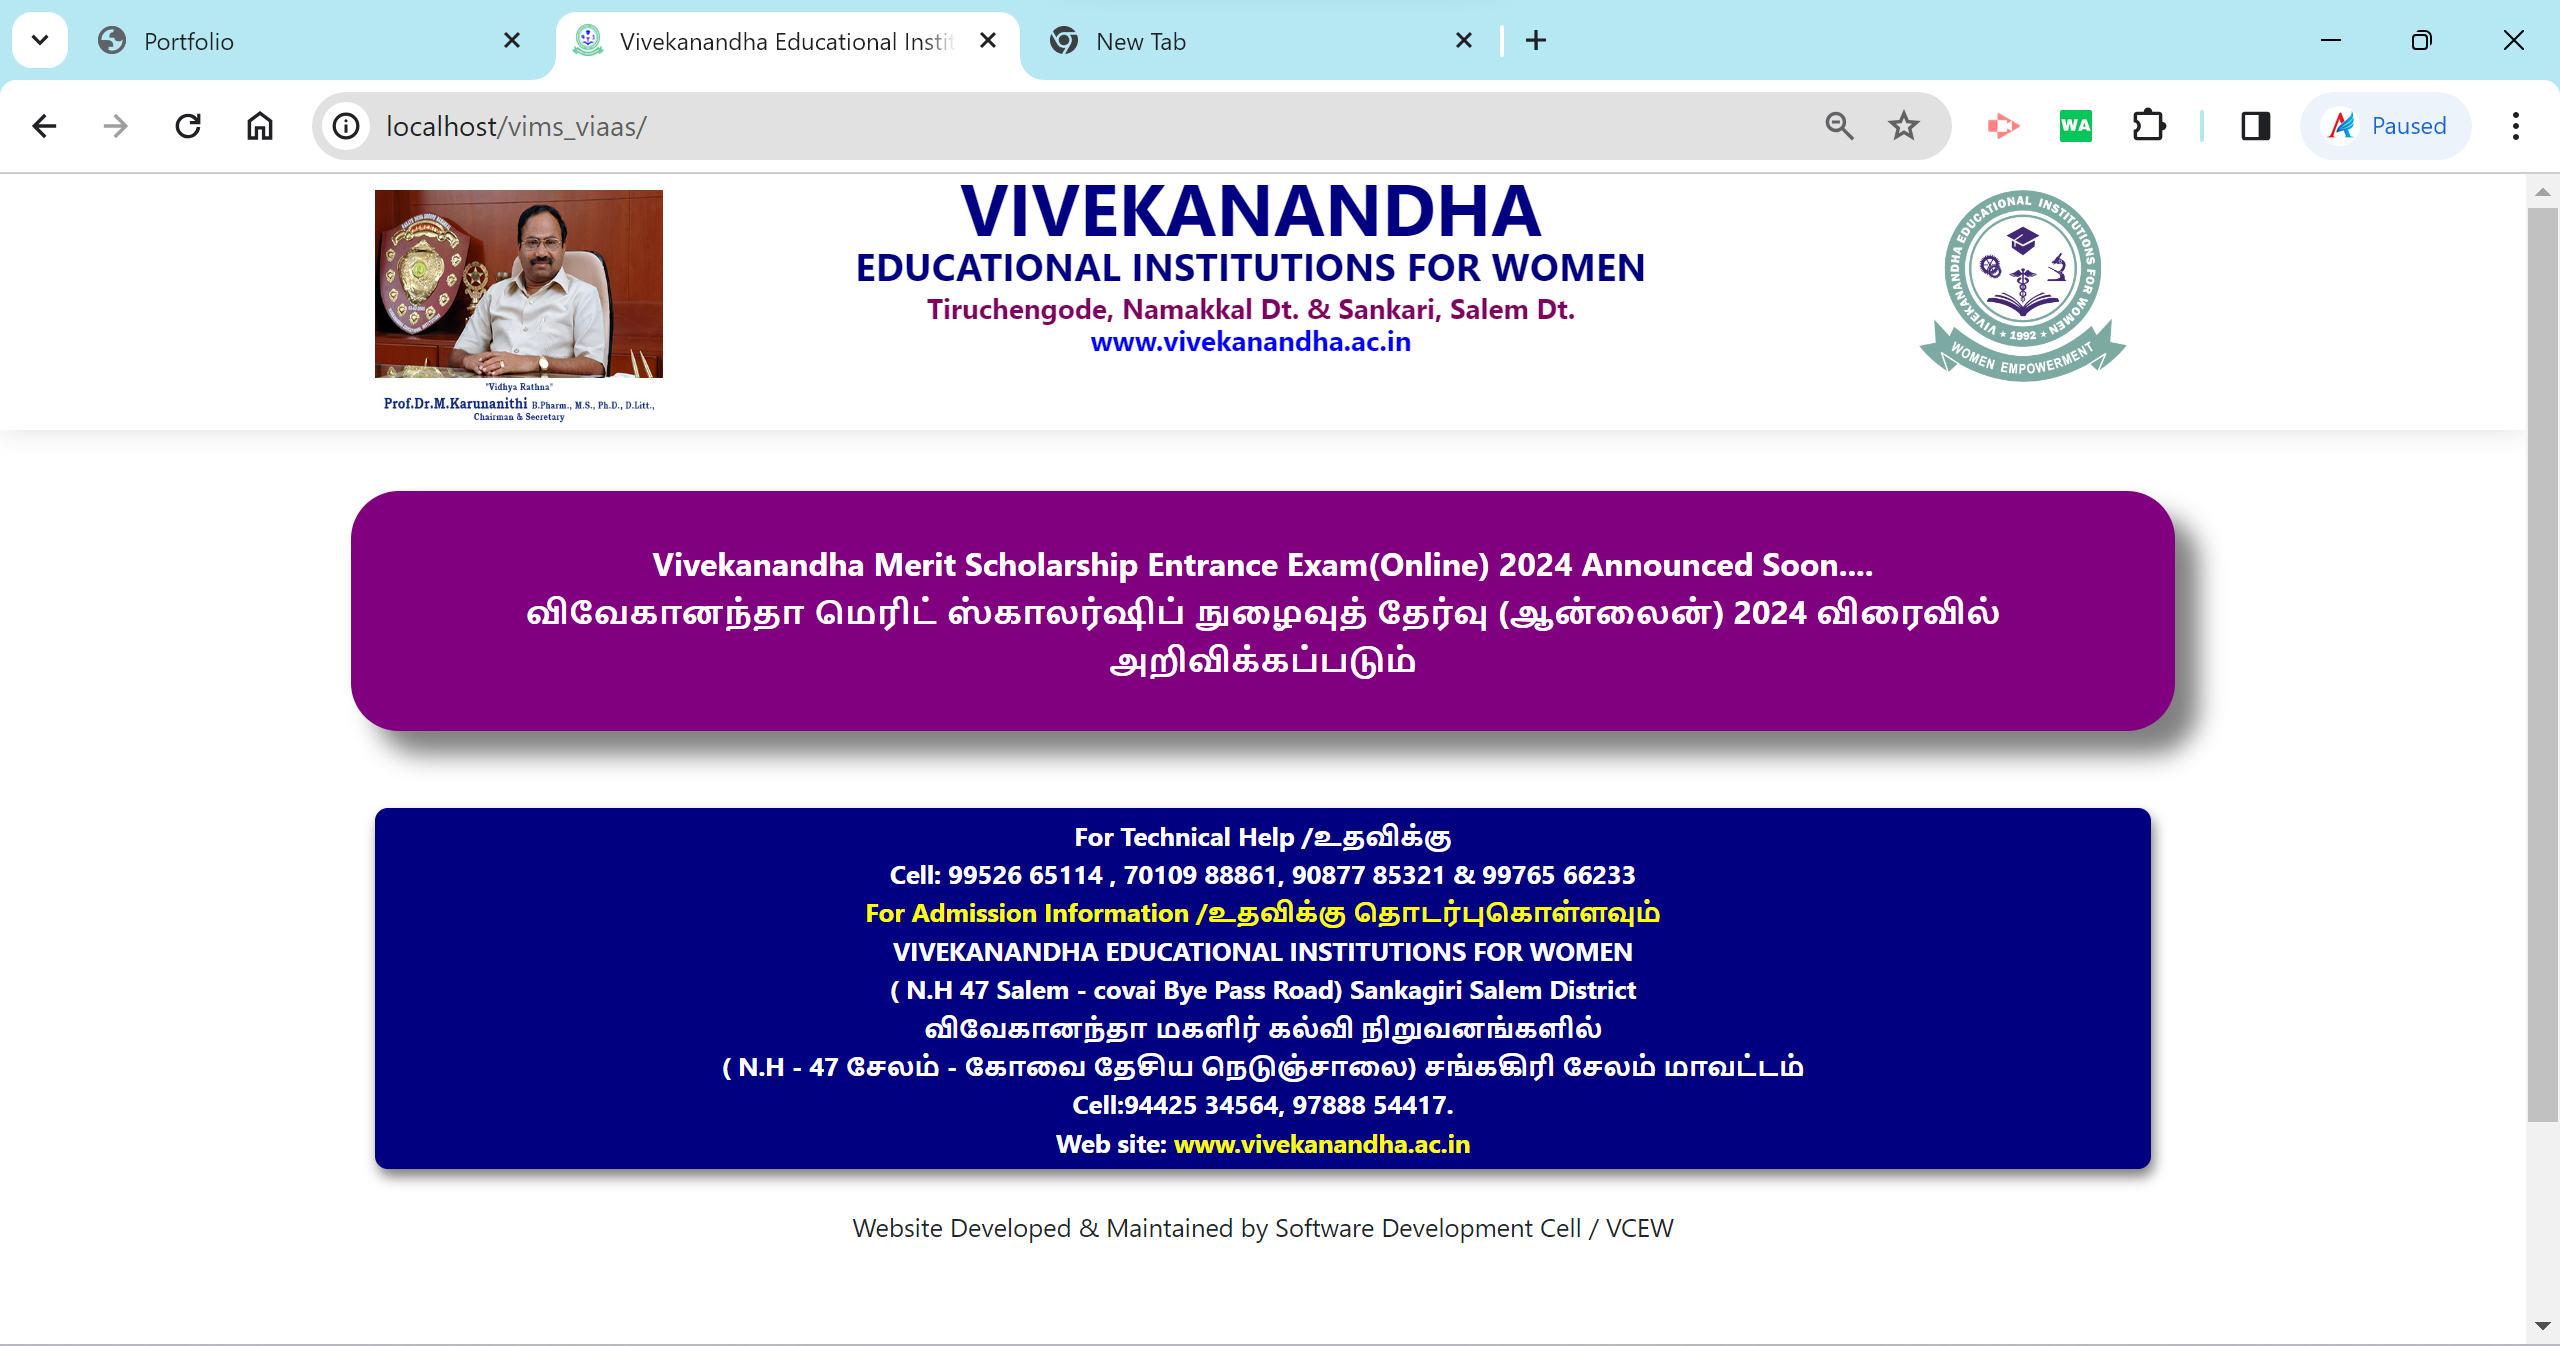 Portfolio
Vivekanandha Educational Instit
New Tab
localhost/vims_viaas/
WA
Paused
VIVEKANANDHA
EDUCATIONAL INSTITUTIONS FOR WOMEN
Tiruchengode, Namakkal Dt. & Sankari, Salem Dt.
www.vivekanandha.ac.in
"Vidhya Rathna"
Prof.Dr.M.Karunanithi B.Pharm., M.S., Ph.D., D.Litt.,
Chairman & Secretary
VIVEKANANDHA EDUCATIONAL INSTITUTIONS FOR WOMEN
★ 1992 ★
WOMEN EMPOWERMENT
Vivekanandha Merit Scholarship Entrance Exam(Online) 2024 Announced Soon....
விவேகானந்தா மெரிட் ஸ்காலர்ஷிப் நுழைவுத் தேர்வு (ஆன்லைன்) 2024 விரைவில்
அறிவிக்கப்படும்
For Technical Help /உதவிக்கு
Cell: 99526 65114 , 70109 88861, 90877 85321 & 99765 66233
For Admission Information /உதவிக்கு தொடர்புகொள்ளவும்
VIVEKANANDHA EDUCATIONAL INSTITUTIONS FOR WOMEN
( N.H 47 Salem - covai Bye Pass Road) Sankagiri Salem District
விவேகானந்தா மகளிர் கல்வி நிறுவனங்களில்
( N.H - 47 சேலம் - கோவை தேசிய நெடுஞ்சாலை) சங்ககிரி சேலம் மாவட்டம்
Cell:94425 34564, 97888 54417.
Web site: www.vivekanandha.ac.in
Website Developed & Maintained by Software Development Cell / VCEW